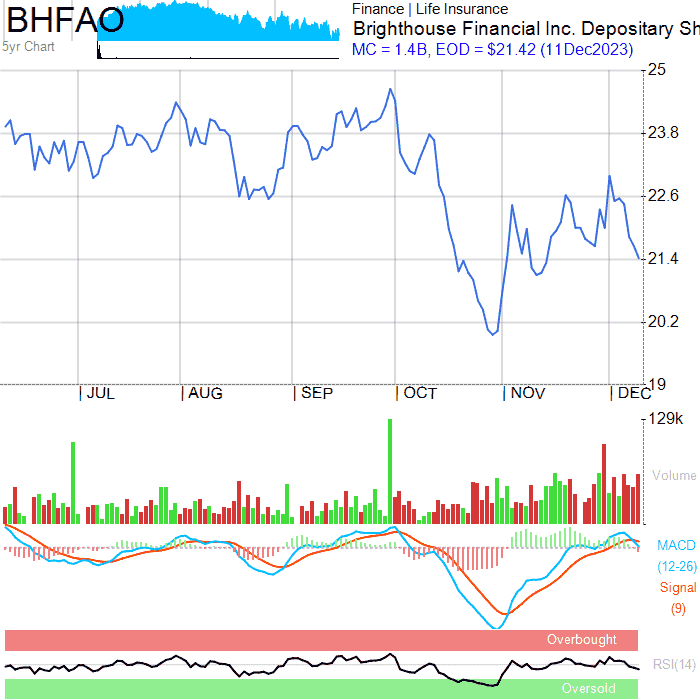 BHFAO
5yr Chart
Finance | Life Insurance
Brighthouse Financial Inc. Depositary Sh
MC = 1.4B, EOD = $21.42 (11Dec2023)
25
23.8
22.6
21.4
20.2
19
| JUL | AUG | SEP | OCT | NOV | DEC
129k
Volume
MACD
(12-26)
Signal
(9)
Overbought
RSI(14)
Oversold